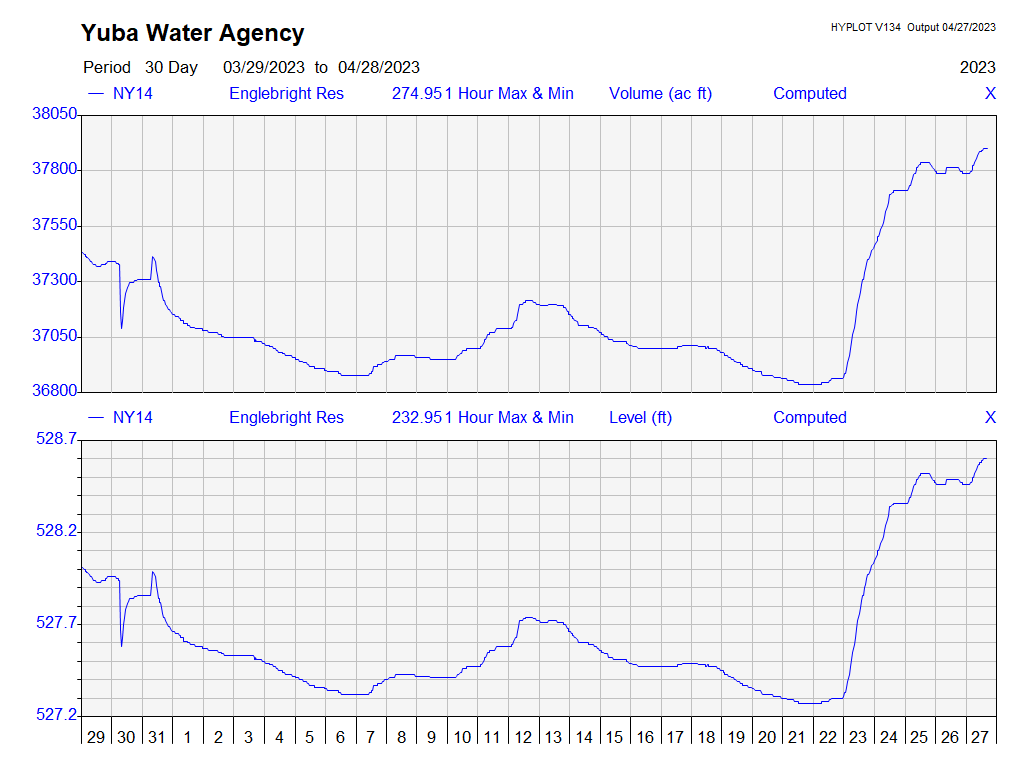 Yuba Water Agency
HYPLOT V134 Output 04/27/2023
Period 30 Day 03/29/2023 to 04/28/2023 2023
NY14 Englebright Res 274.951 Hour Max & Min Volume (ac ft) Computed X
38050
37800
37550
37300
37050
36800
NY14 Englebright Res 232.951 Hour Max & Min Level (ft) Computed X
528.7
528.2
527.7
527.2
29 30 31 1 2 3 4 5 6 7 8 9 10 11 12 13 14 15 16 17 18 19 20 21 22 23 24 25 26 27